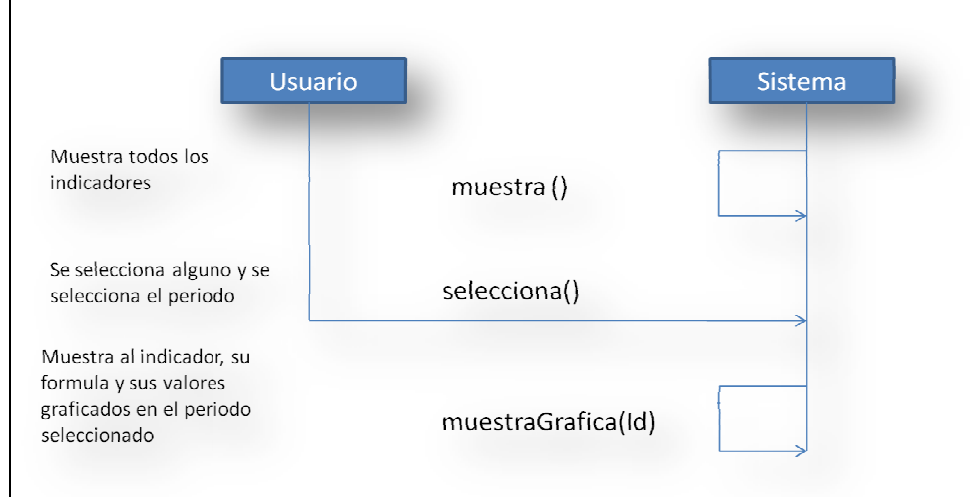 Usuario
Sistema
Muestra todos los
indicadores
muestra ()
Se selecciona alguno y se
selecciona el periodo
selecciona()
Muestra al indicador, su
formula y sus valores
graficados en el periodo
seleccionado
muestraGrafica(Id)